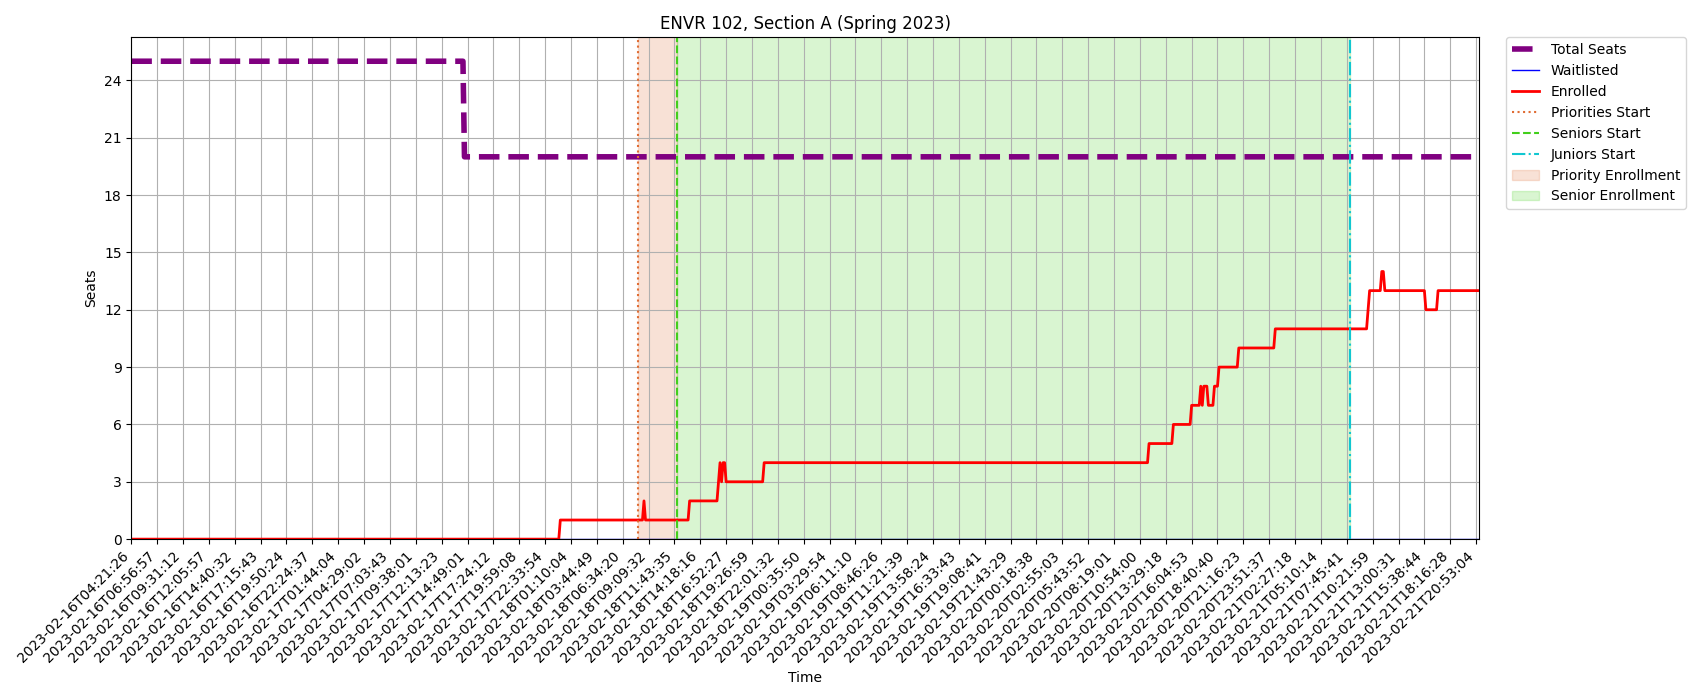 ENVR 102, Section A (Spring 2023)
Total Seats
Waitlisted
Enrolled
Priorities Start
Seniors Start
Juniors Start
Priority Enrollment
Senior Enrollment
Seats
24
21
18
15
12
9
6
3
0
2023-02-16T04:21:26
2023-02-16T06:56:57
2023-02-16T09:31:12
2023-02-16T12:05:57
2023-02-16T14:40:32
2023-02-16T17:15:43
2023-02-16T19:50:24
2023-02-16T22:24:37
2023-02-17T01:44:04
2023-02-17T04:29:02
2023-02-17T07:03:43
2023-02-17T09:38:01
2023-02-17T12:13:23
2023-02-17T14:49:01
2023-02-17T17:24:12
2023-02-17T19:59:08
2023-02-17T22:33:54
2023-02-18T01:10:04
2023-02-18T03:44:49
2023-02-18T06:34:20
2023-02-18T09:09:32
2023-02-18T11:43:35
2023-02-18T14:18:16
2023-02-18T16:52:27
2023-02-18T19:26:59
2023-02-18T22:01:32
2023-02-19T00:35:50
2023-02-19T03:29:54
2023-02-19T06:11:10
2023-02-19T08:46:26
2023-02-19T11:21:39
2023-02-19T13:58:24
2023-02-19T16:33:43
2023-02-19T19:08:41
2023-02-19T21:43:29
2023-02-20T00:18:38
2023-02-20T02:55:03
2023-02-20T05:43:52
2023-02-20T08:19:01
2023-02-20T10:54:00
2023-02-20T13:29:18
2023-02-20T16:04:53
2023-02-20T18:40:40
2023-02-20T21:16:23
2023-02-20T23:51:37
2023-02-21T02:27:18
2023-02-21T05:10:14
2023-02-21T07:45:41
2023-02-21T10:21:59
2023-02-21T13:00:31
2023-02-21T15:38:44
2023-02-21T18:16:28
2023-02-21T20:53:04
Time